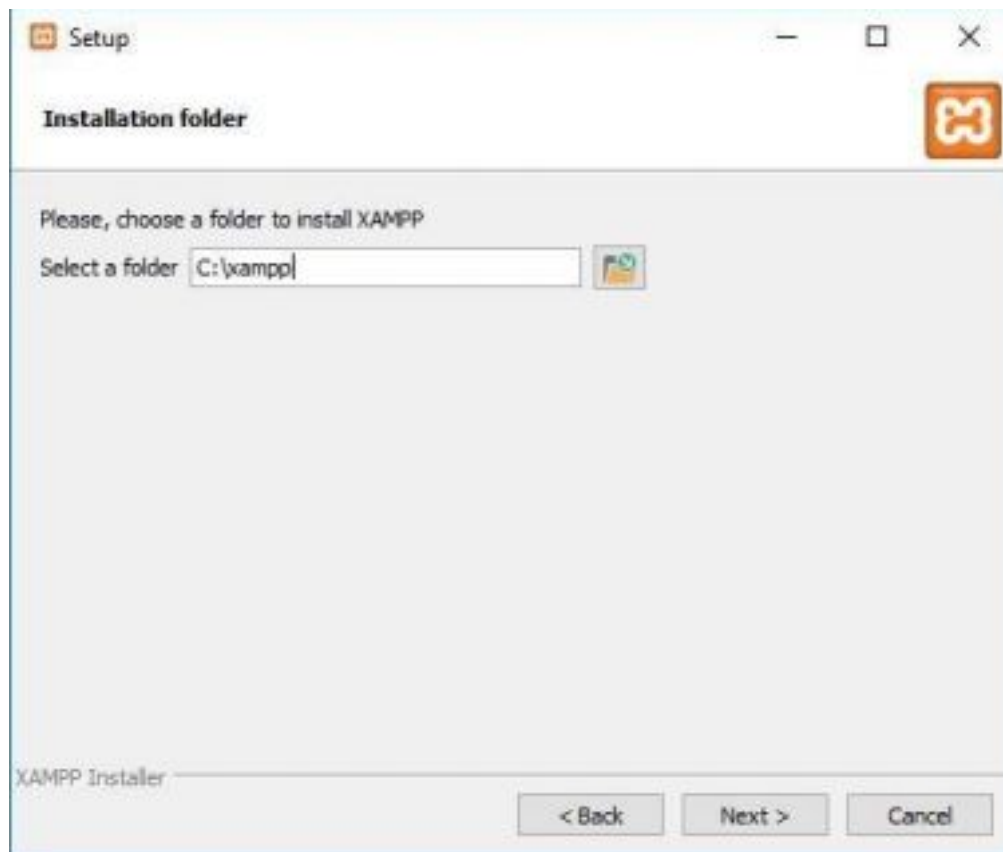 Setup
Installation folder
Please, choose a folder to install XAMPP
Select a folder C:\xampp
XAMPP Installer
< Back Next > Cancel